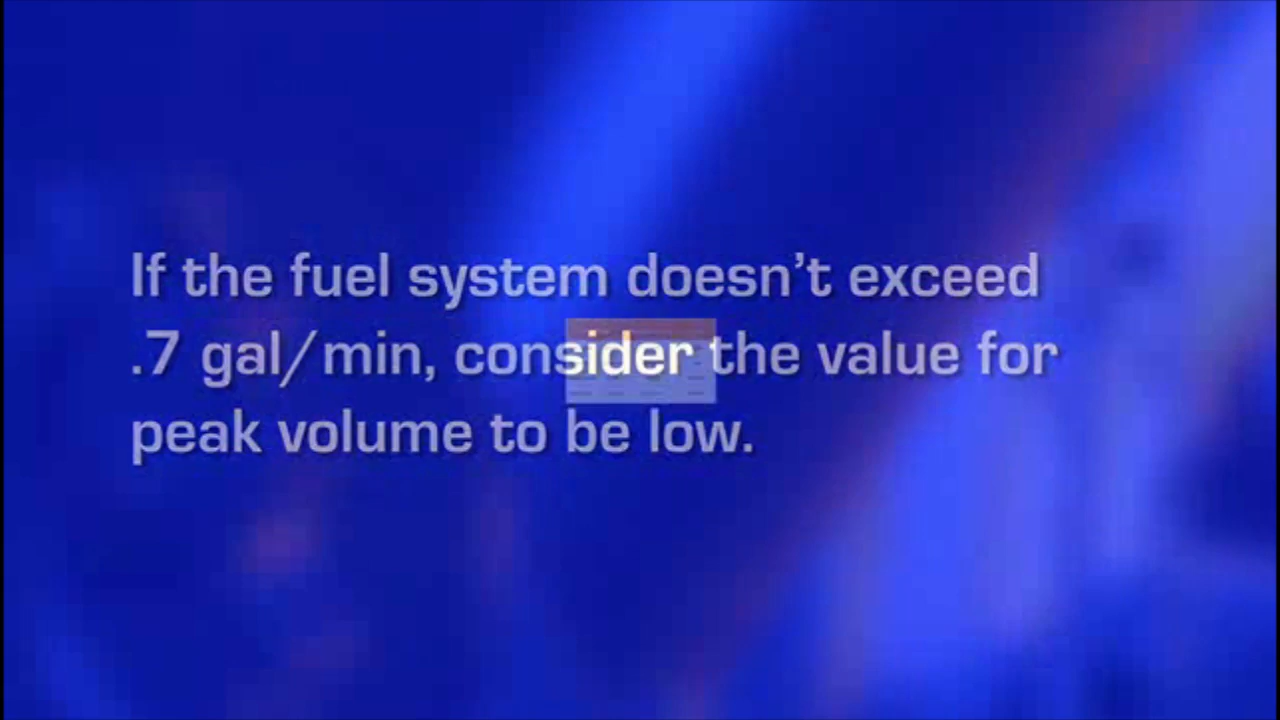 If the fuel system doesn’t exceed
.7 gal/min, consider the value for
peak volume to be low.